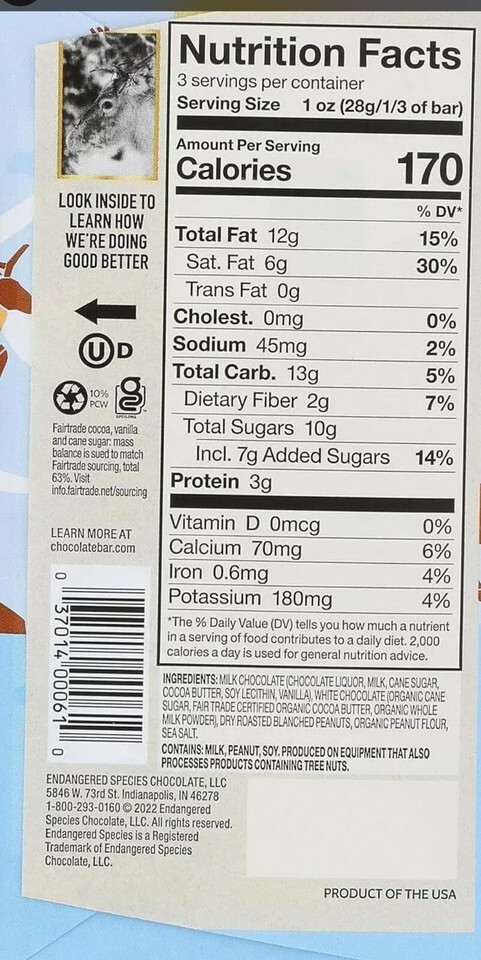 Nutrition Facts
3 servings per container
Serving Size 1 oz (28g/1/3 of bar)
Amount Per Serving
Calories 170
% DV*
Total Fat 12g 15%
Sat. Fat 6g 30%
Trans Fat 0g
Cholest. 0mg 0%
Sodium 45mg 2%
Total Carb. 13g 5%
Dietary Fiber 2g 7%
Total Sugars 10g
Incl. 7g Added Sugars 14%
Protein 3g
Vitamin D 0mcg 0%
Calcium 70mg 6%
Iron 0.6mg 4%
Potassium 180mg 4%
*The % Daily Value (DV) tells you how much a nutrient
in a serving of food contributes to a daily diet. 2,000
calories a day is used for general nutrition advice.
INGREDIENTS: MILK CHOCOLATE (CHOCOLATE LIQUOR, MILK, CANE SUGAR,
COCOA BUTTER, SOY LECITHIN, VANILLA), WHITE CHOCOLATE (ORGANIC CANE
SUGAR, FAIR TRADE CERTIFIED ORGANIC COCOA BUTTER, ORGANIC WHOLE
MILK POWDER), DRY ROASTED BLANCHED PEANUTS, ORGANIC PEANUT FLOUR,
SEA SALT.
CONTAINS: MILK, PEANUT, SOY. PRODUCED ON EQUIPMENT THAT ALSO
PROCESSES PRODUCTS CONTAINING TREE NUTS.
LOOK INSIDE TO
LEARN HOW
WE'RE DOING
GOOD BETTER
U D
10%
PCW
g
Fairtrade cocoa, vanilla
and cane sugar: mass
balance is sued to match
Fairtrade sourcing, total
63%. Visit
info.fairtrade.net/sourcing
LEARN MORE AT
chocolatebar.com
0 37014 00061 0
ENDANGERED SPECIES CHOCOLATE, LLC
5846 W. 73rd St. Indianapolis, IN 46278
1-800-293-0160 © 2022 Endangered
Species Chocolate, LLC. All rights reserved.
Endangered Species is a Registered
Trademark of Endangered Species
Chocolate, LLC.
PRODUCT OF THE USA